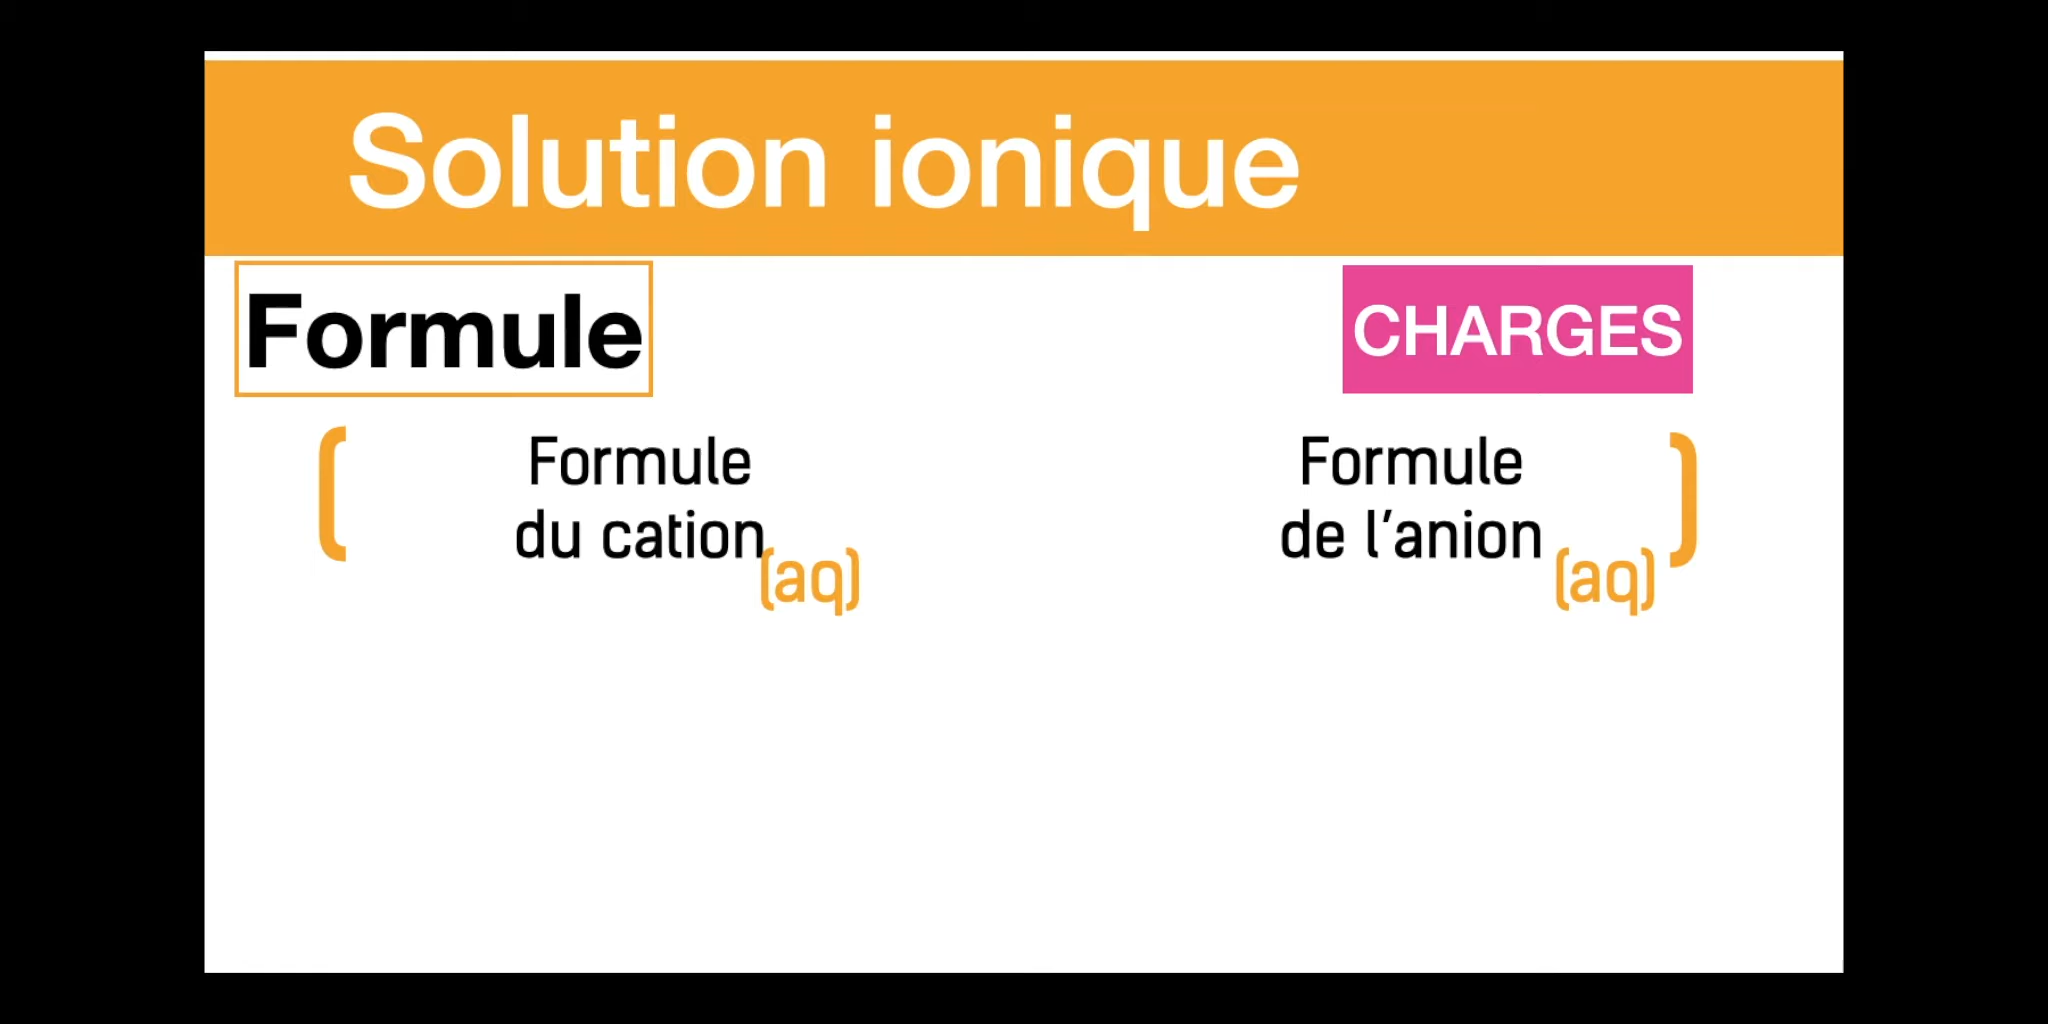 Solution ionique
Formule
CHARGES
( Formule
du cation(aq)
Formule
de l'anion(aq) )